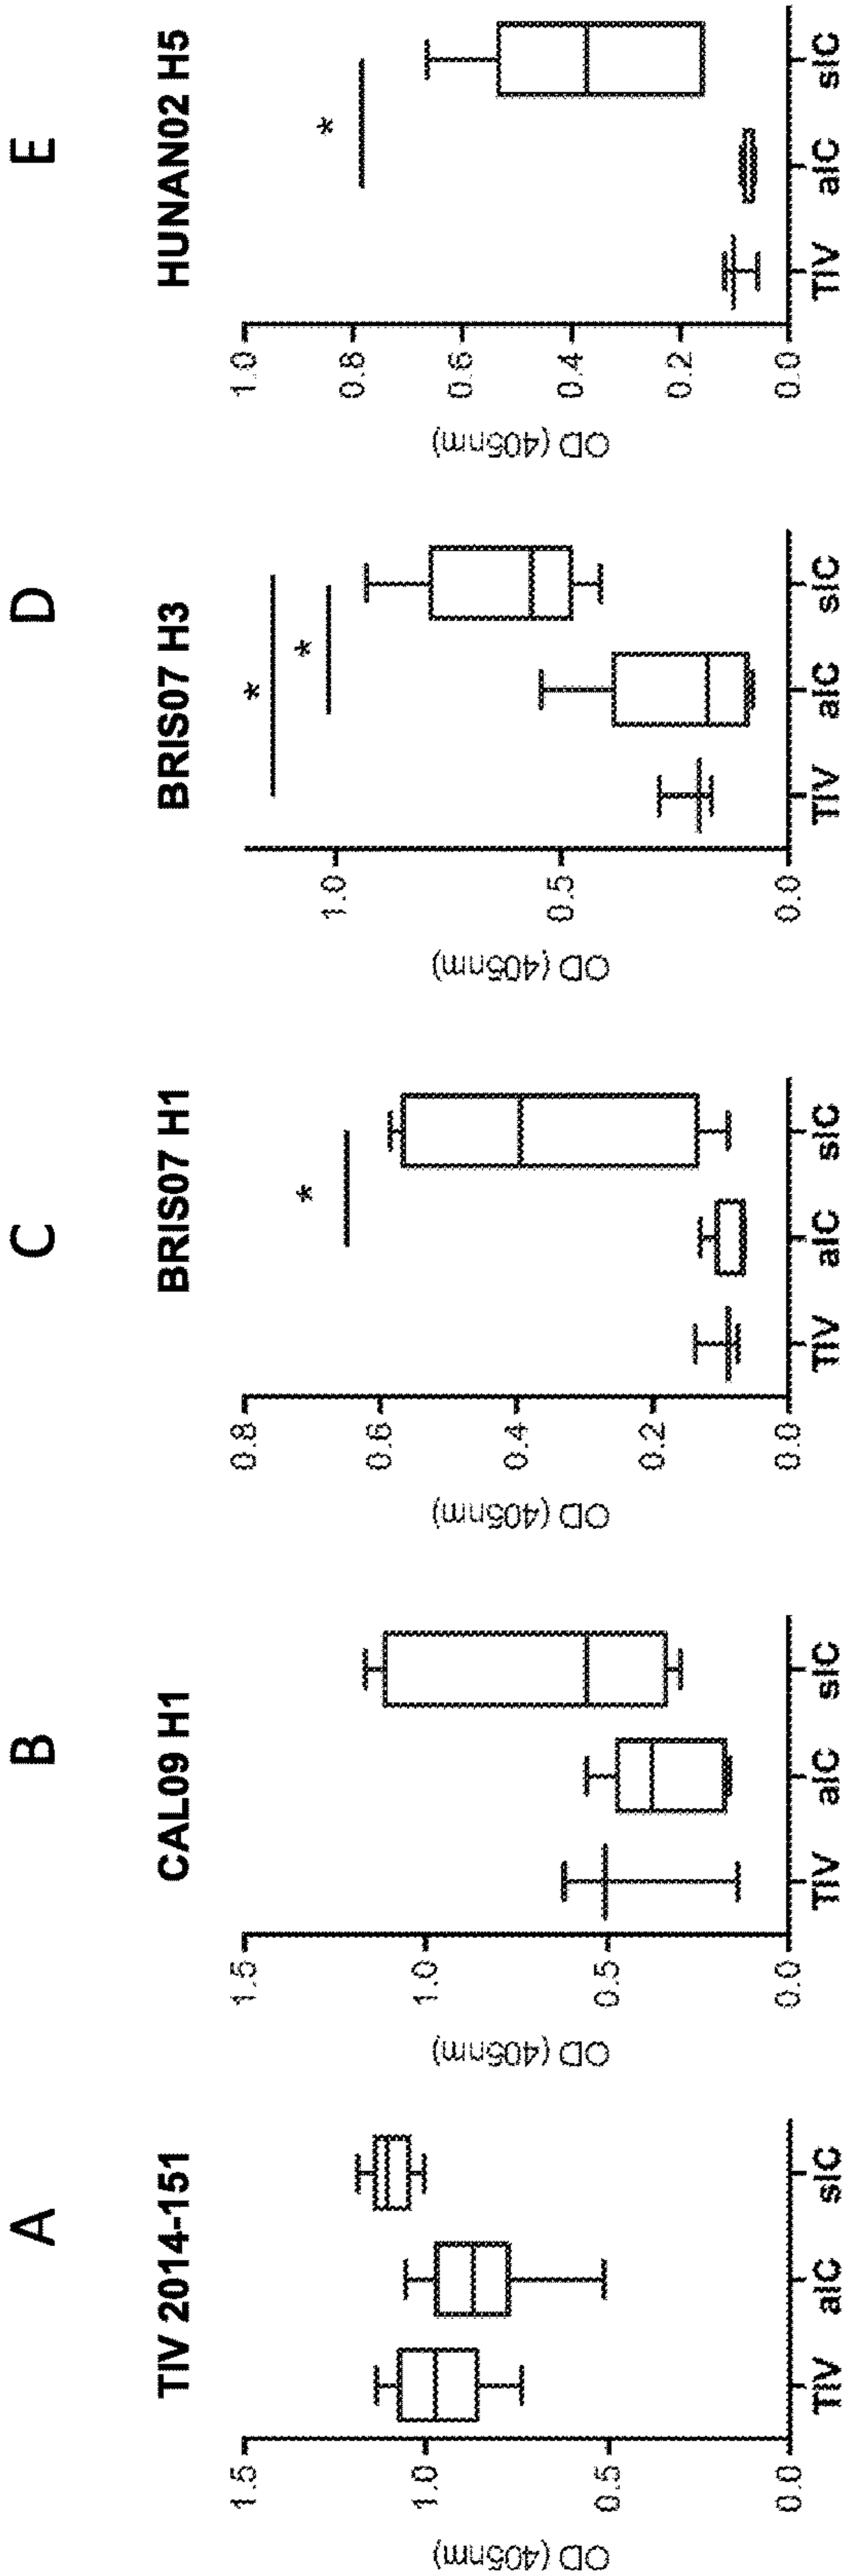 A
TIV 2014-151
OD (405nm)
1.5
1.0
0.5
0.0
TIV aIC sIC
B
CAL09 H1
OD (405nm)
1.5
1.0
0.5
0.0
TIV aIC sIC
C
BRIS07 H1
OD (405nm)
0.8
0.6
0.4
0.2
0.0
*
TIV aIC sIC
D
BRIS07 H3
OD (405nm)
1.0
0.5
0.0
*
*
TIV aIC sIC
E
HUNAN02 H5
OD (405nm)
1.0
0.8
0.6
0.4
0.2
0.0
*
TIV aIC sIC